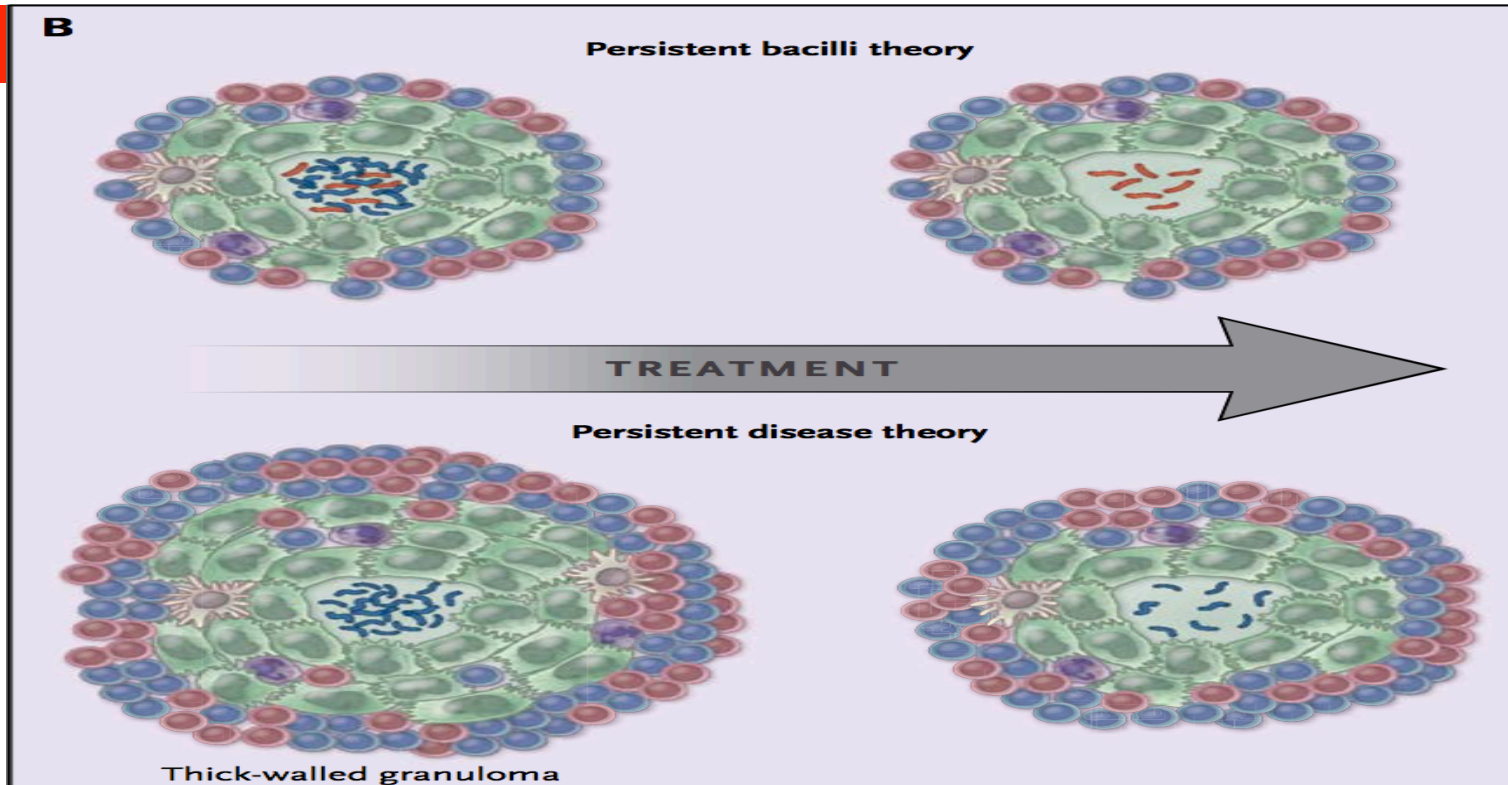 B
Persistent bacilli theory
TREATMENT
Persistent disease theory
Thick-walled granuloma